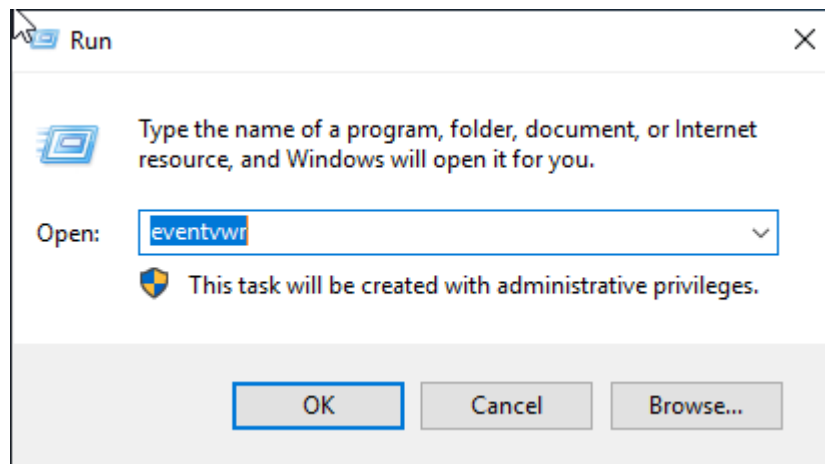 Run
Type the name of a program, folder, document, or Internet
resource, and Windows will open it for you.
Open: eventvwr
This task will be created with administrative privileges.
OK Cancel Browse...